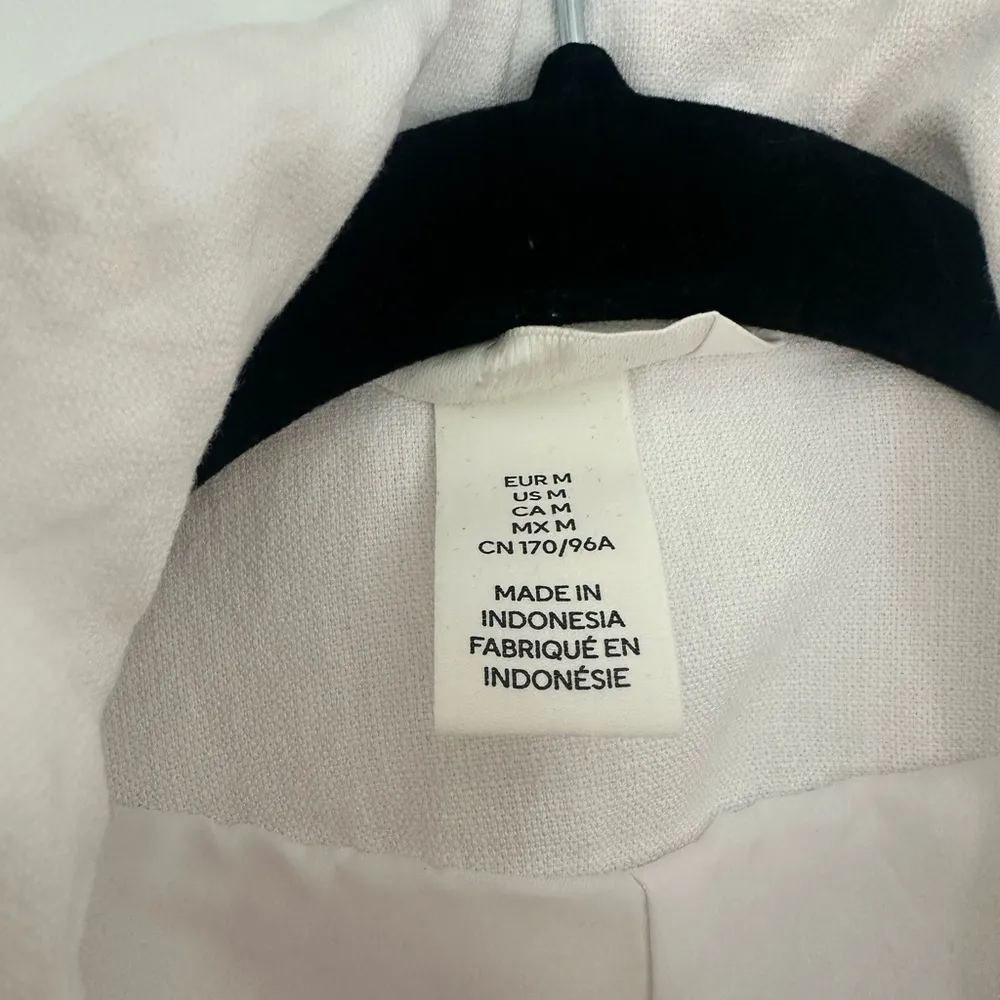 EUR M
US M
CA M
MX M
CN 170/96A
MADE IN
INDONESIA
FABRIQUÉ EN
INDONÉSIE